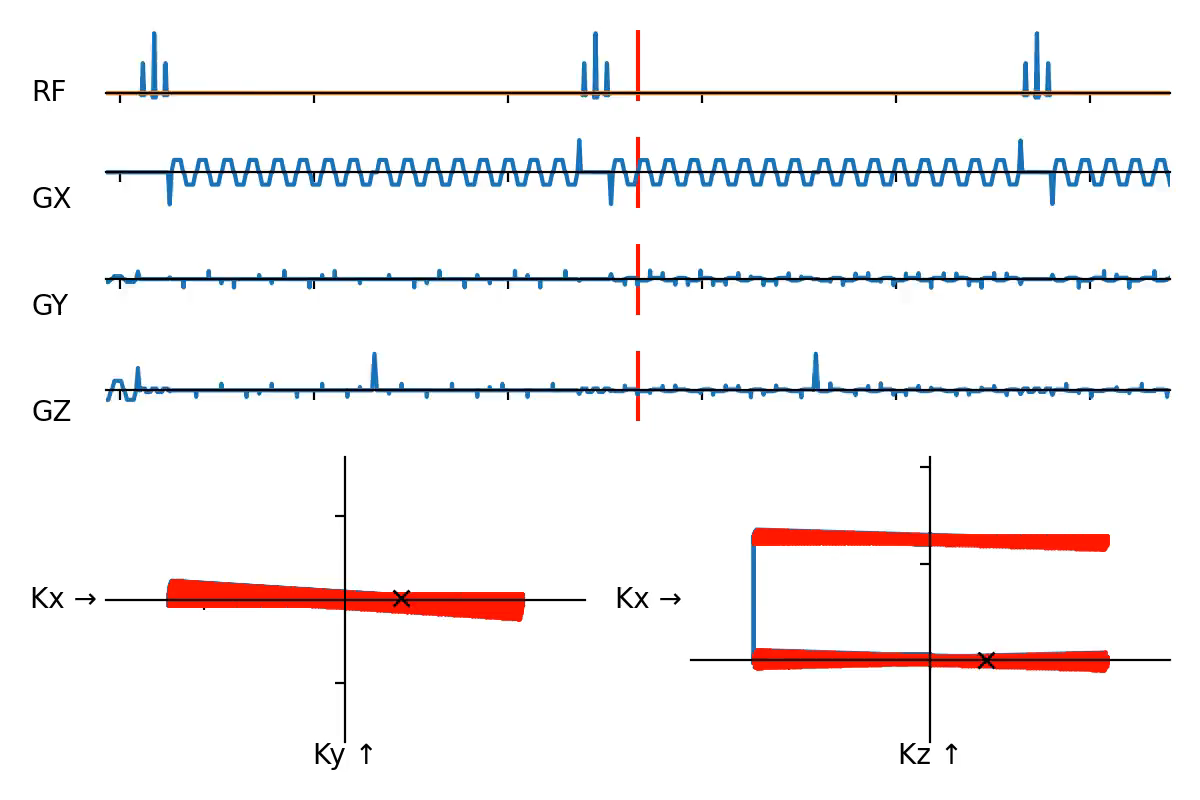 RF
GX
GY
GZ
Kx →
Ky ↑
Kx →
Kz ↑